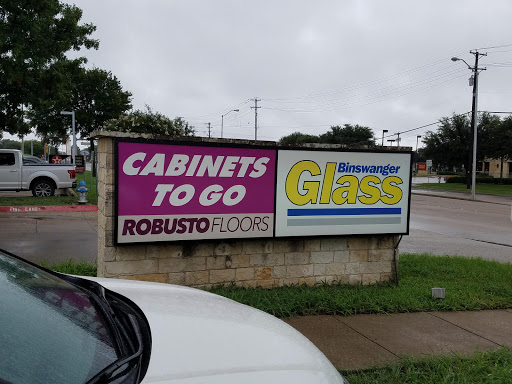 CABINETS
TO GO
ROBUSTO FLOORS
Binswanger
Glass